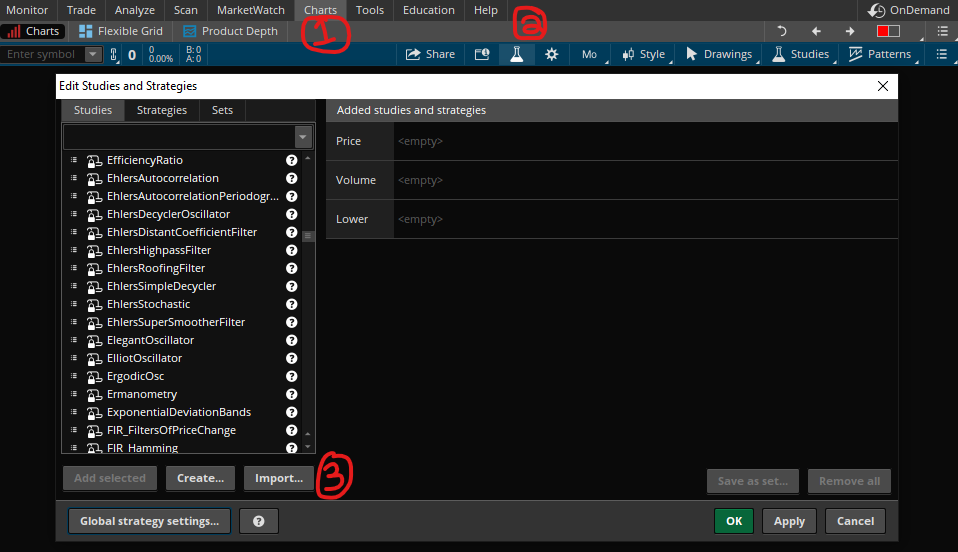 Monitor Trade Analyze Scan MarketWatch Charts Tools Education Help OnDemand
Charts Flexible Grid Product Depth
1
2
Enter symbol 0 0 B: 0
0.00% A: 0
Share Mo Style Drawings Studies Patterns
Edit Studies and Strategies
Studies Strategies Sets
Added studies and strategies
Price <empty>
Volume <empty>
Lower <empty>
EfficiencyRatio
EhlersAutocorrelation
EhlersAutocorrelationPeriodogr...
EhlersDecyclerOscillator
EhlersDistantCoefficientFilter
EhlersHighpassFilter
EhlersRoofingFilter
EhlersSimpleDecycler
EhlersStochastic
EhlersSuperSmootherFilter
ElegantOscillator
ElliotOscillator
ErgodicOsc
Ermanometry
ExponentialDeviationBands
FIR_FiltersOfPriceChange
FIR_Hamming
Add selected Create... Import... 3
Save as set... Remove all
Global strategy settings... ?
OK Apply Cancel